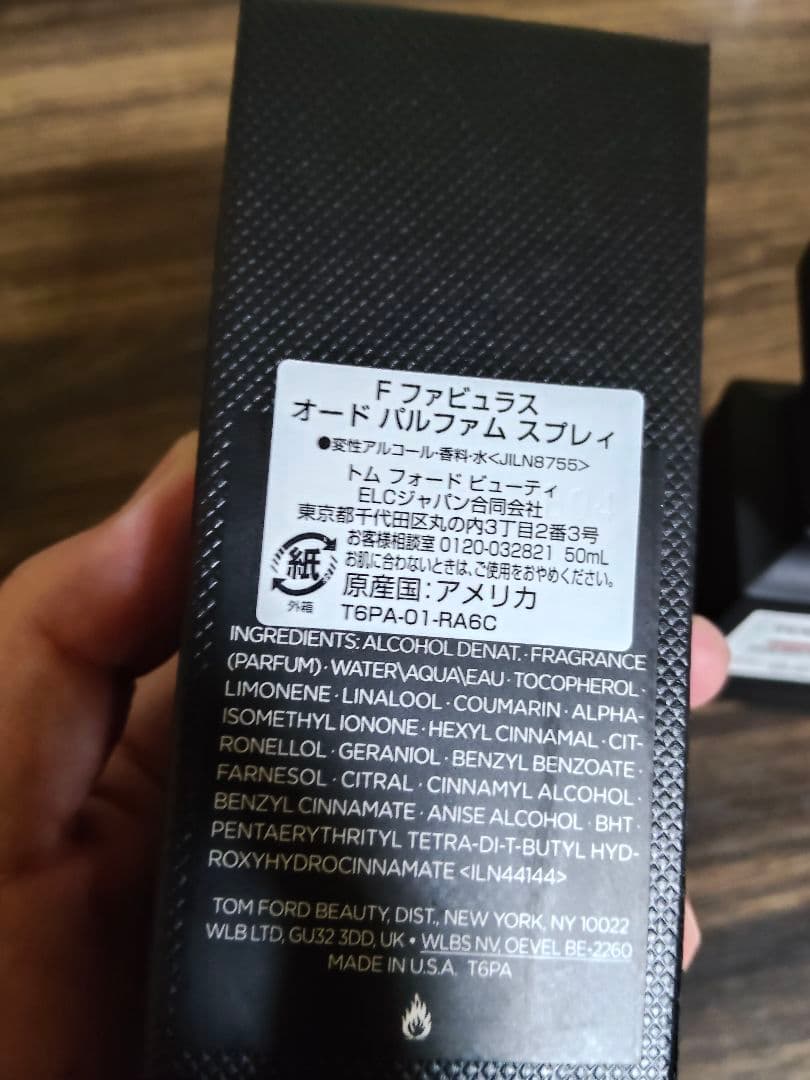 F ファビュラス
オード パルファム スプレィ
●変性アルコール・香料・水<JILN8755>
トム フォード ビューティ
ELCジャパン合同会社
東京都千代田区丸の内3丁目2番3号
お客様相談室 0120-032821 50mL
お肌に合わないときは、ご使用をおやめください。
紙
外箱
原産国：アメリカ
T6PA-01-RA6C
INGREDIENTS: ALCOHOL DENAT. · FRAGRANCE
(PARFUM) · WATER\AQUA\EAU · TOCOPHEROL ·
LIMONENE · LINALOOL · COUMARIN · ALPHA-
ISOMETHYL IONONE · HEXYL CINNAMAL · CIT-
RONELLOL · GERANIOL · BENZYL BENZOATE ·
FARNESOL · CITRAL · CINNAMYL ALCOHOL ·
BENZYL CINNAMATE · ANISE ALCOHOL · BHT ·
PENTAERYTHRITYL TETRA-DI-T-BUTYL HYD-
ROXYHYDROCINNAMATE <ILN44144>
TOM FORD BEAUTY, DIST., NEW YORK, NY 10022
WLB LTD, GU32 3DD, UK • WLBS NV, OEVEL BE-2260
MADE IN U.S.A. T6PA